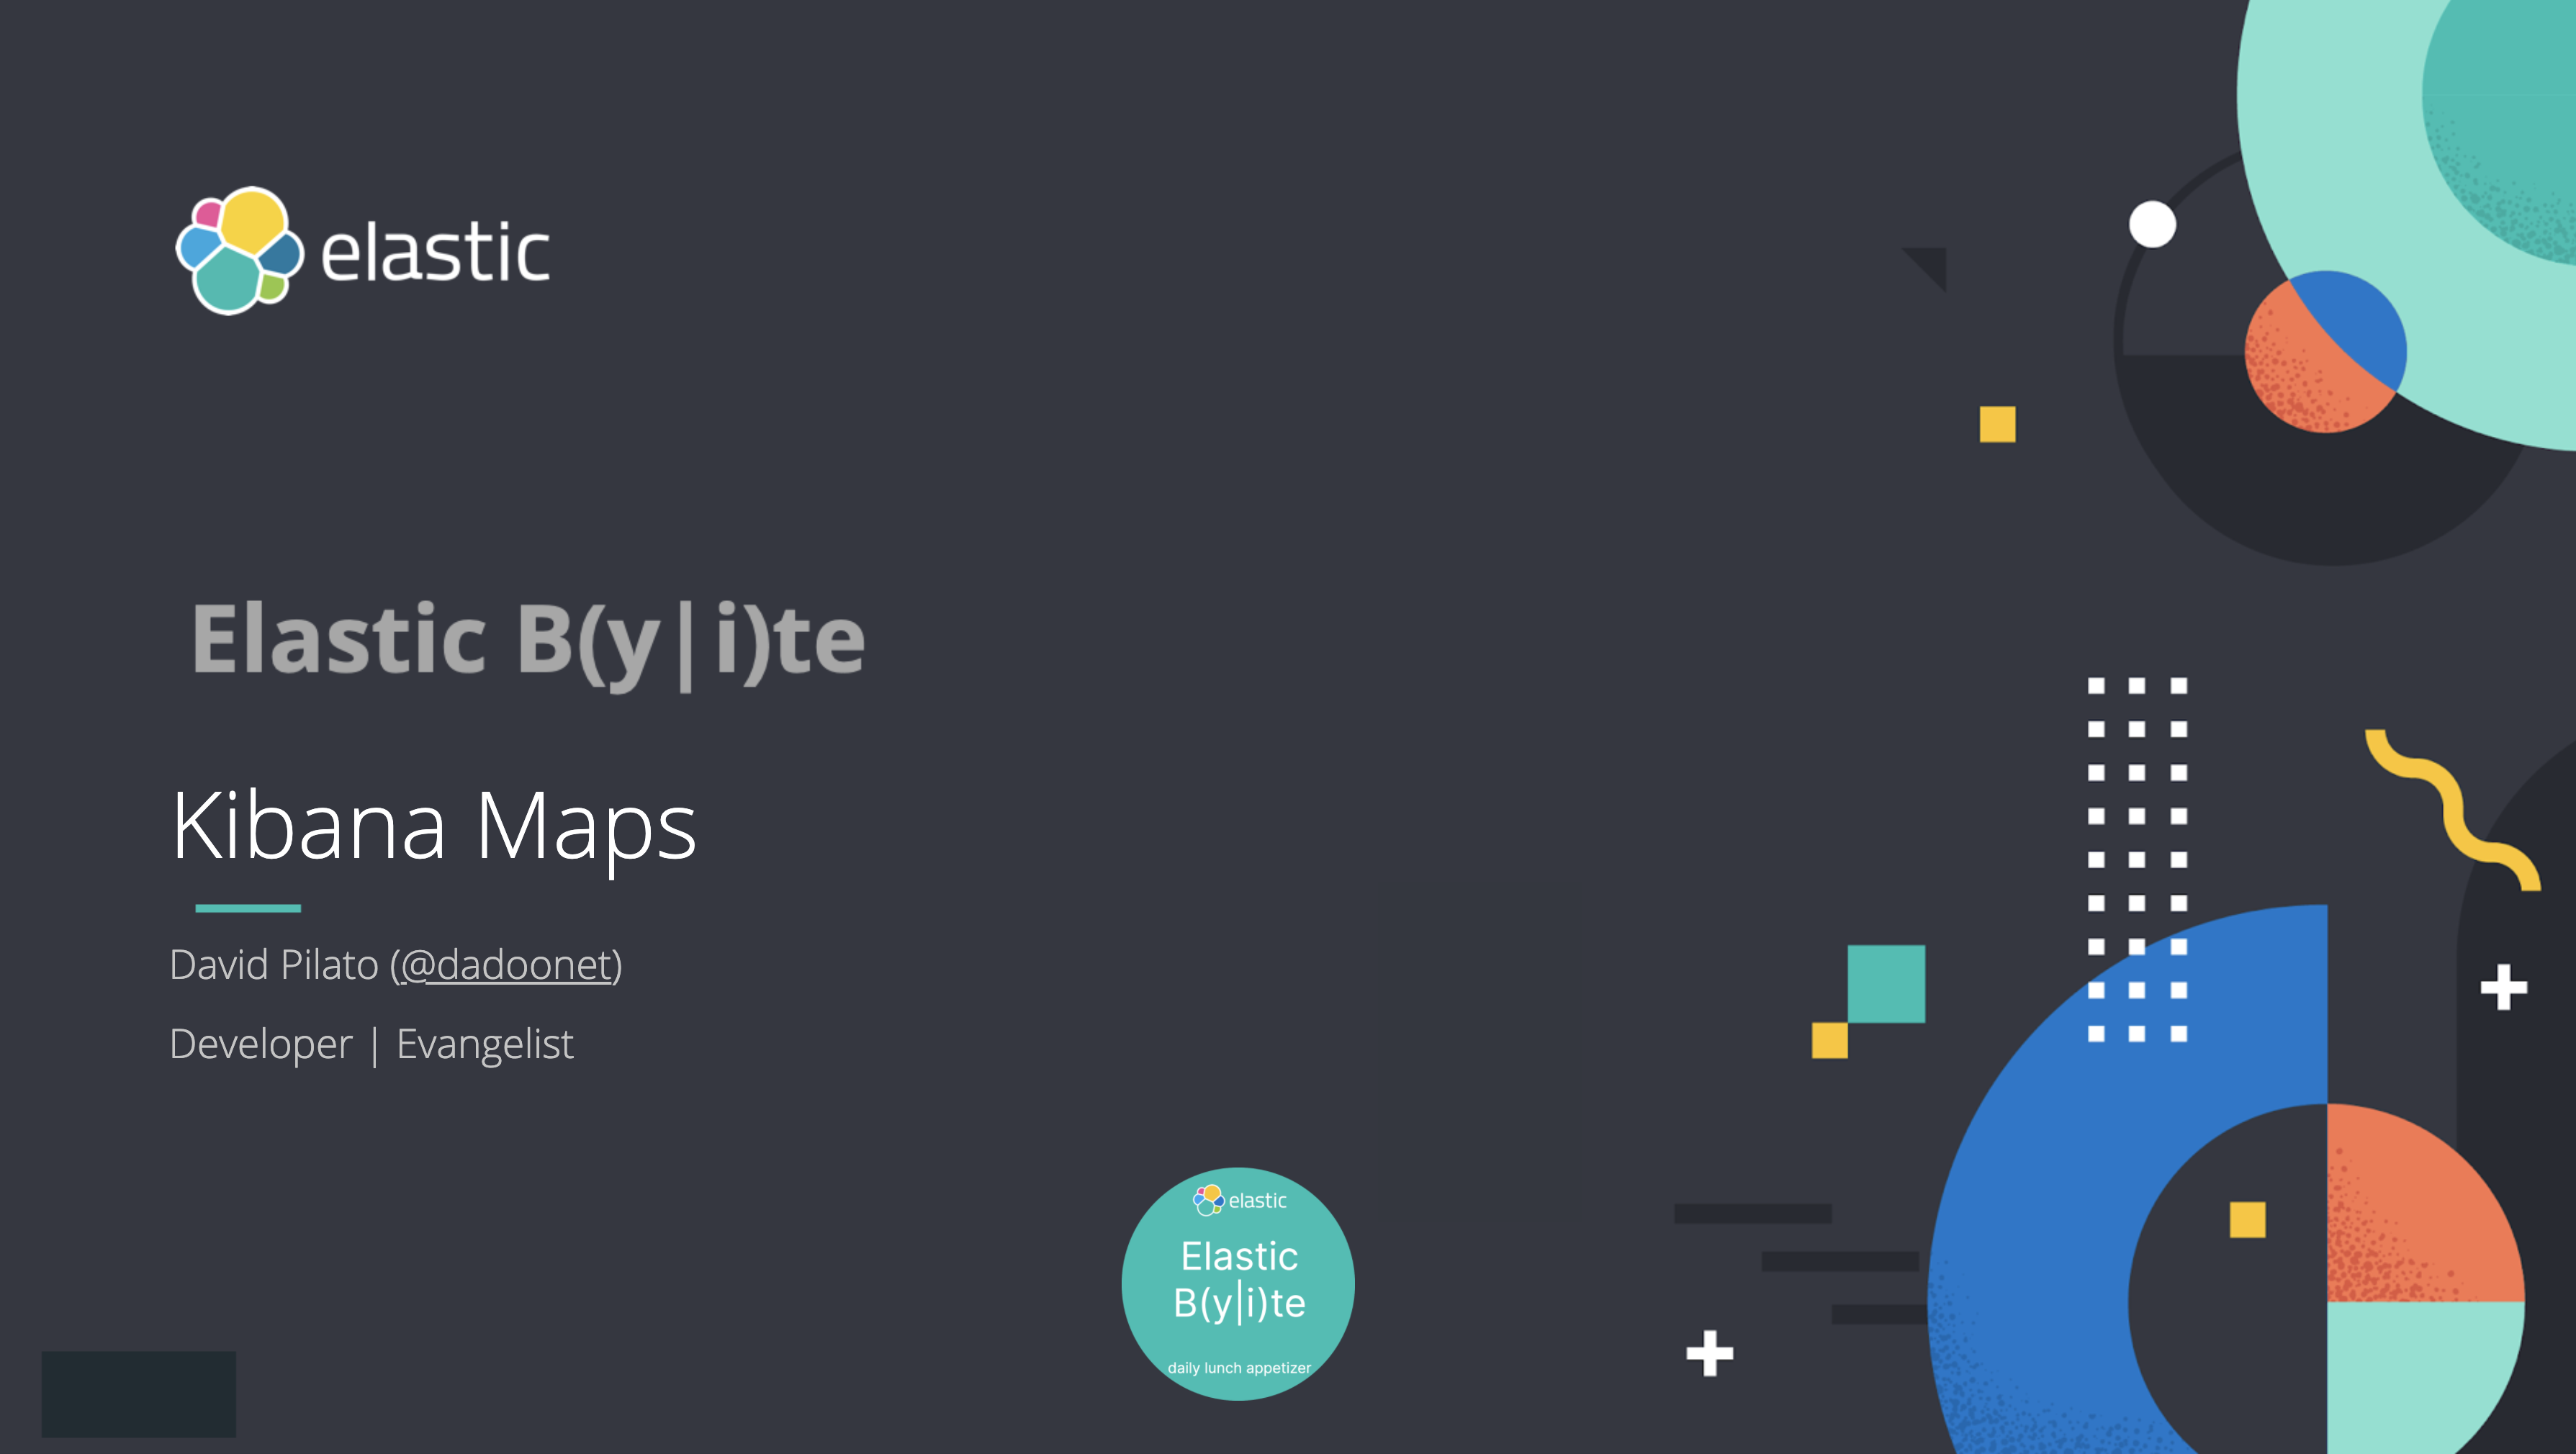 elastic
Elastic B(y|i)te
Kibana Maps
David Pilato (@dadoonet)
Developer | Evangelist
elastic
Elastic
B(y|i)te
daily lunch appetizer